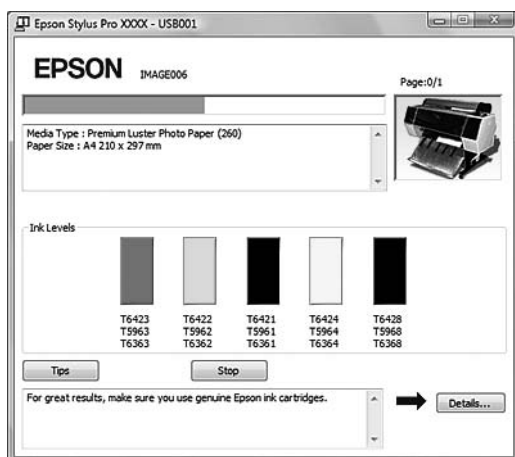 Epson Stylus Pro XXXX - USB001
EPSON IMAGE006
Page:0/1
Media Type : Premium Luster Photo Paper (260)
Paper Size : A4 210 x 297 mm
Ink Levels
T6423 T6422 T6421 T6424 T6428
T5963 T5962 T5961 T5964 T5968
T6363 T6362 T6361 T6364 T6368
Tips Stop
For great results, make sure you use genuine Epson ink cartridges.
Details...